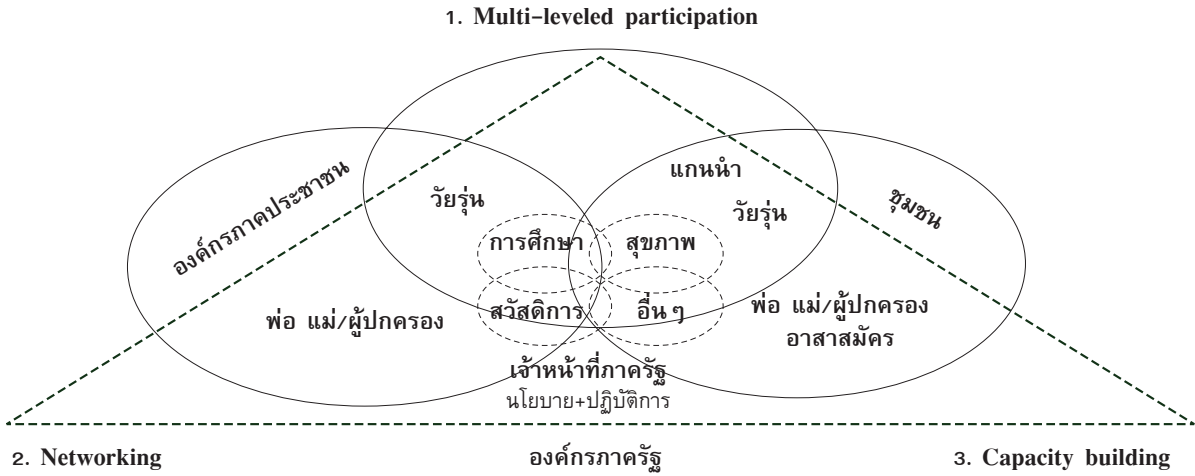 1. Multi-leveled participation
แกนนำ
องค์กรภาคประชาชน
วัยรุ่น
วัยรุ่น
ชุมชน
การศึกษา
สุขภาพ
สวัสดิการ
อื่น ๆ
พ่อ แม่/ผู้ปกครอง
พ่อ แม่/ผู้ปกครอง
อาสาสมัคร
เจ้าหน้าที่ภาครัฐ
นโยบาย+ปฏิบัติการ
2. Networking
องค์กรภาครัฐ
3. Capacity building